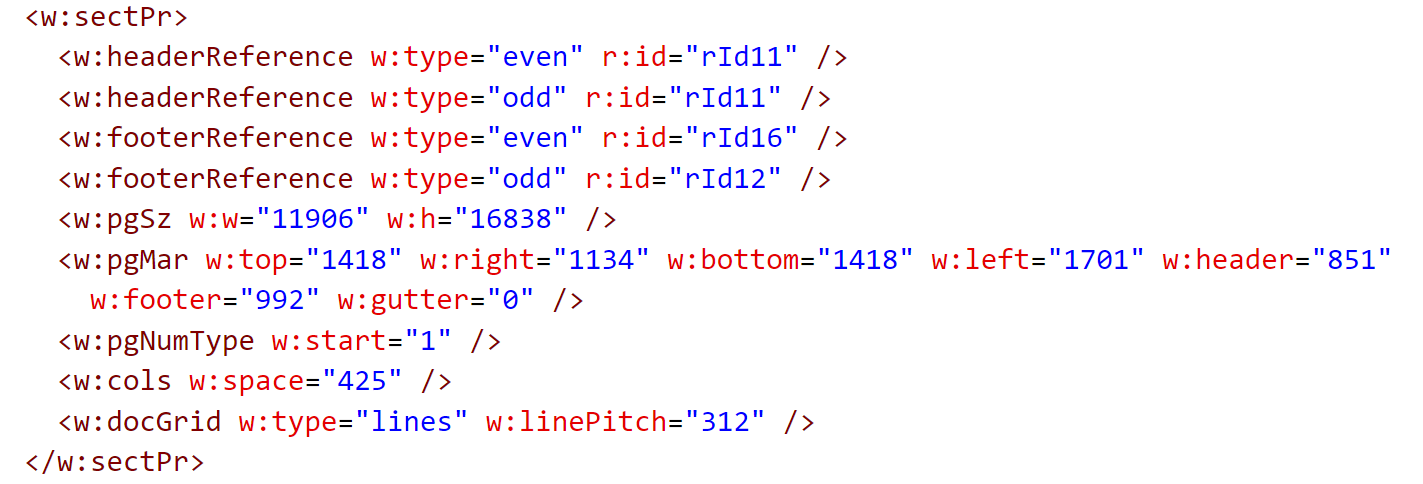 <w:sectPr>
<w:headerReference w:type="even" r:id="rId11" />
<w:headerReference w:type="odd" r:id="rId11" />
<w:footerReference w:type="even" r:id="rId16" />
<w:footerReference w:type="odd" r:id="rId12" />
<w:pgSz w:w="11906" w:h="16838" />
<w:pgMar w:top="1418" w:right="1134" w:bottom="1418" w:left="1701" w:header="851"
w:footer="992" w:gutter="0" />
<w:pgNumType w:start="1" />
<w:cols w:space="425" />
<w:docGrid w:type="lines" w:linePitch="312" />
</w:sectPr>